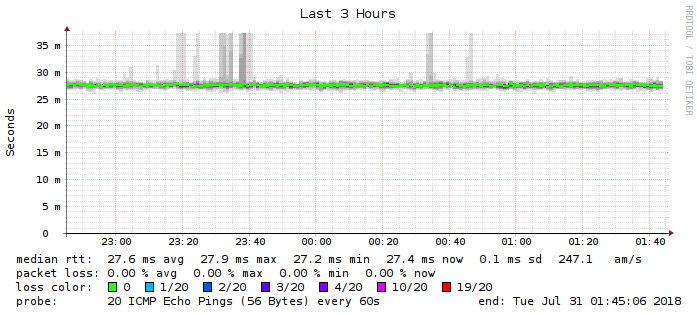 Last 3 Hours
RRDTOOL / TOBI OETIKER
Seconds
35 m
30 m
25 m
20 m
15 m
10 m
5 m
0
23:00 23:20 23:40 00:00 00:20 00:40 01:00 01:20 01:40
median rtt: 27.6 ms avg 27.9 ms max 27.2 ms min 27.4 ms now 0.1 ms sd 247.1 am/s
packet loss: 0.00 % avg 0.00 % max 0.00 % min 0.00 % now
loss color: 0 1/20 2/20 3/20 4/20 10/20 19/20
probe: 20 ICMP Echo Pings (56 Bytes) every 60s end: Tue Jul 31 01:45:06 2018